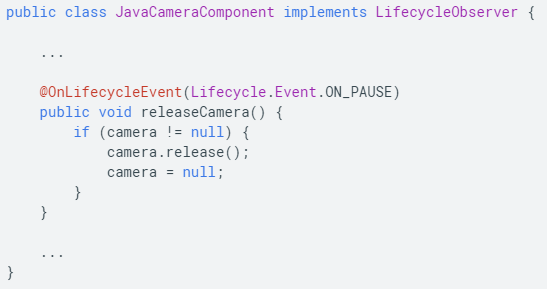 public class JavaCameraComponent implements LifecycleObserver {
...
@OnLifecycleEvent(Lifecycle.Event.ON_PAUSE)
public void releaseCamera() {
if (camera != null) {
camera.release();
camera = null;
}
}
...
}